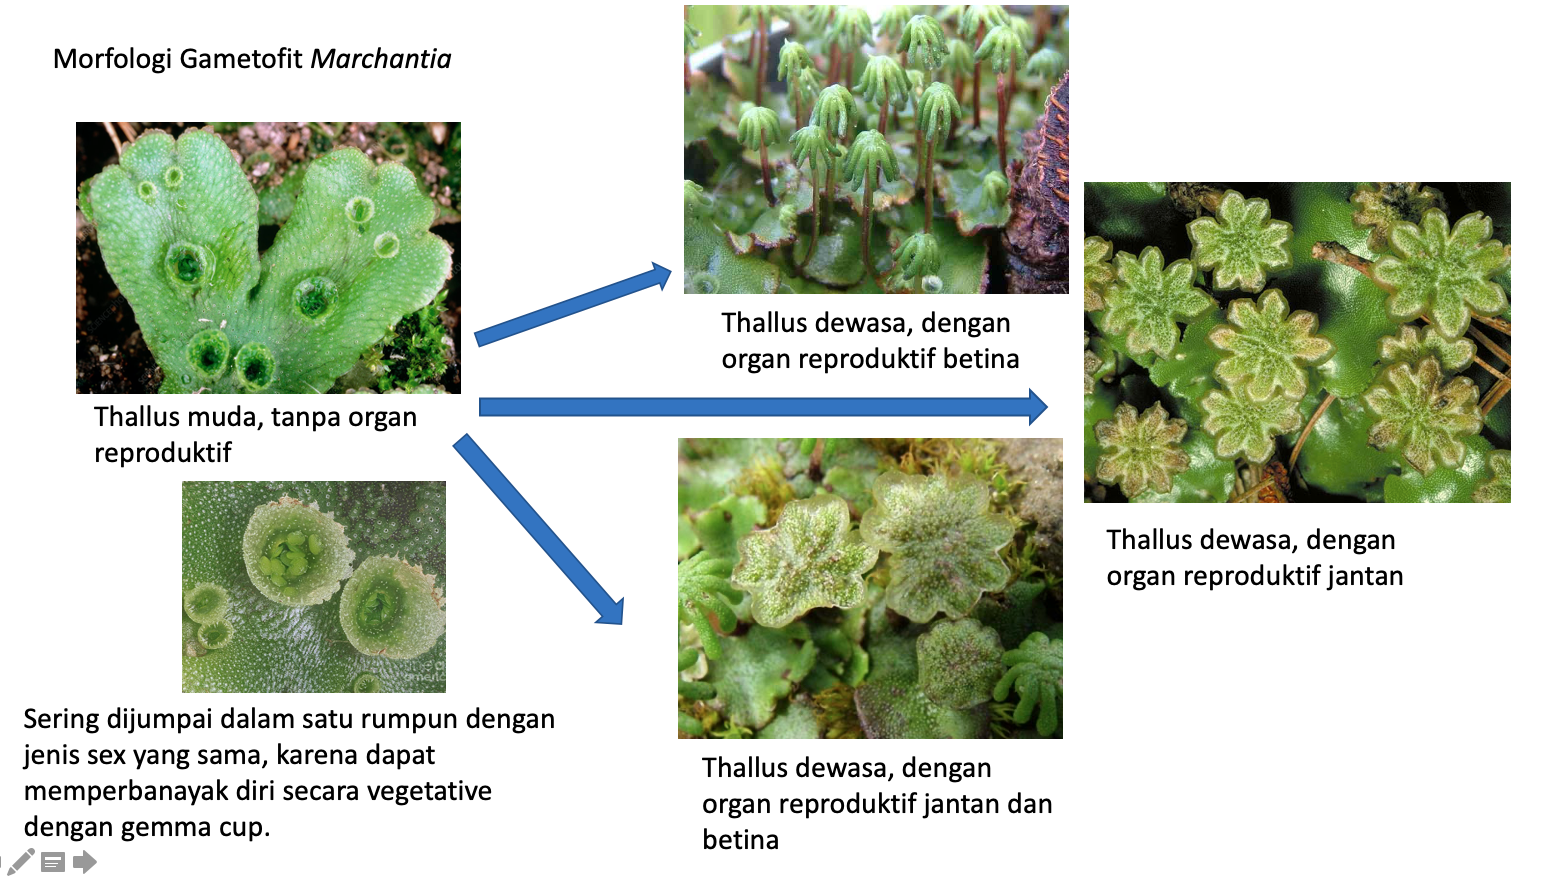 Morfologi Gametofit Marchantia
Thallus muda, tanpa organ
reproduktif
Sering dijumpai dalam satu rumpun dengan
jenis sex yang sama, karena dapat
memperbanayak diri secara vegetative
dengan gemma cup.
Thallus dewasa, dengan
organ reproduktif betina
Thallus dewasa, dengan
organ reproduktif jantan dan
betina
Thallus dewasa, dengan
organ reproduktif jantan